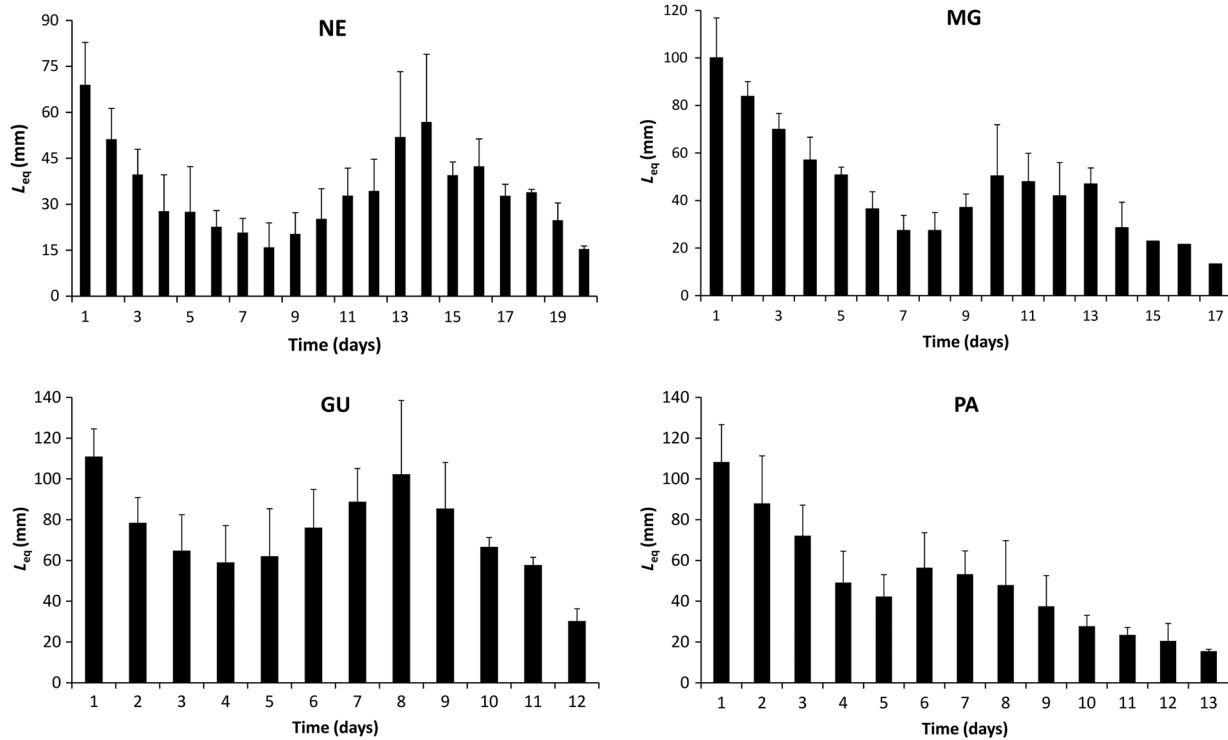 NE
90
75
60
45
30
15
0
Leq (mm)
1 3 5 7 9 11 13 15 17 19
Time (days)
MG
120
100
80
60
40
20
0
Leq (mm)
1 3 5 7 9 11 13 15 17
Time (days)
GU
140
120
100
80
60
40
20
0
Leq (mm)
1 2 3 4 5 6 7 8 9 10 11 12
Time (days)
PA
140
120
100
80
60
40
20
0
Leq (mm)
1 2 3 4 5 6 7 8 9 10 11 12 13
Time (days)